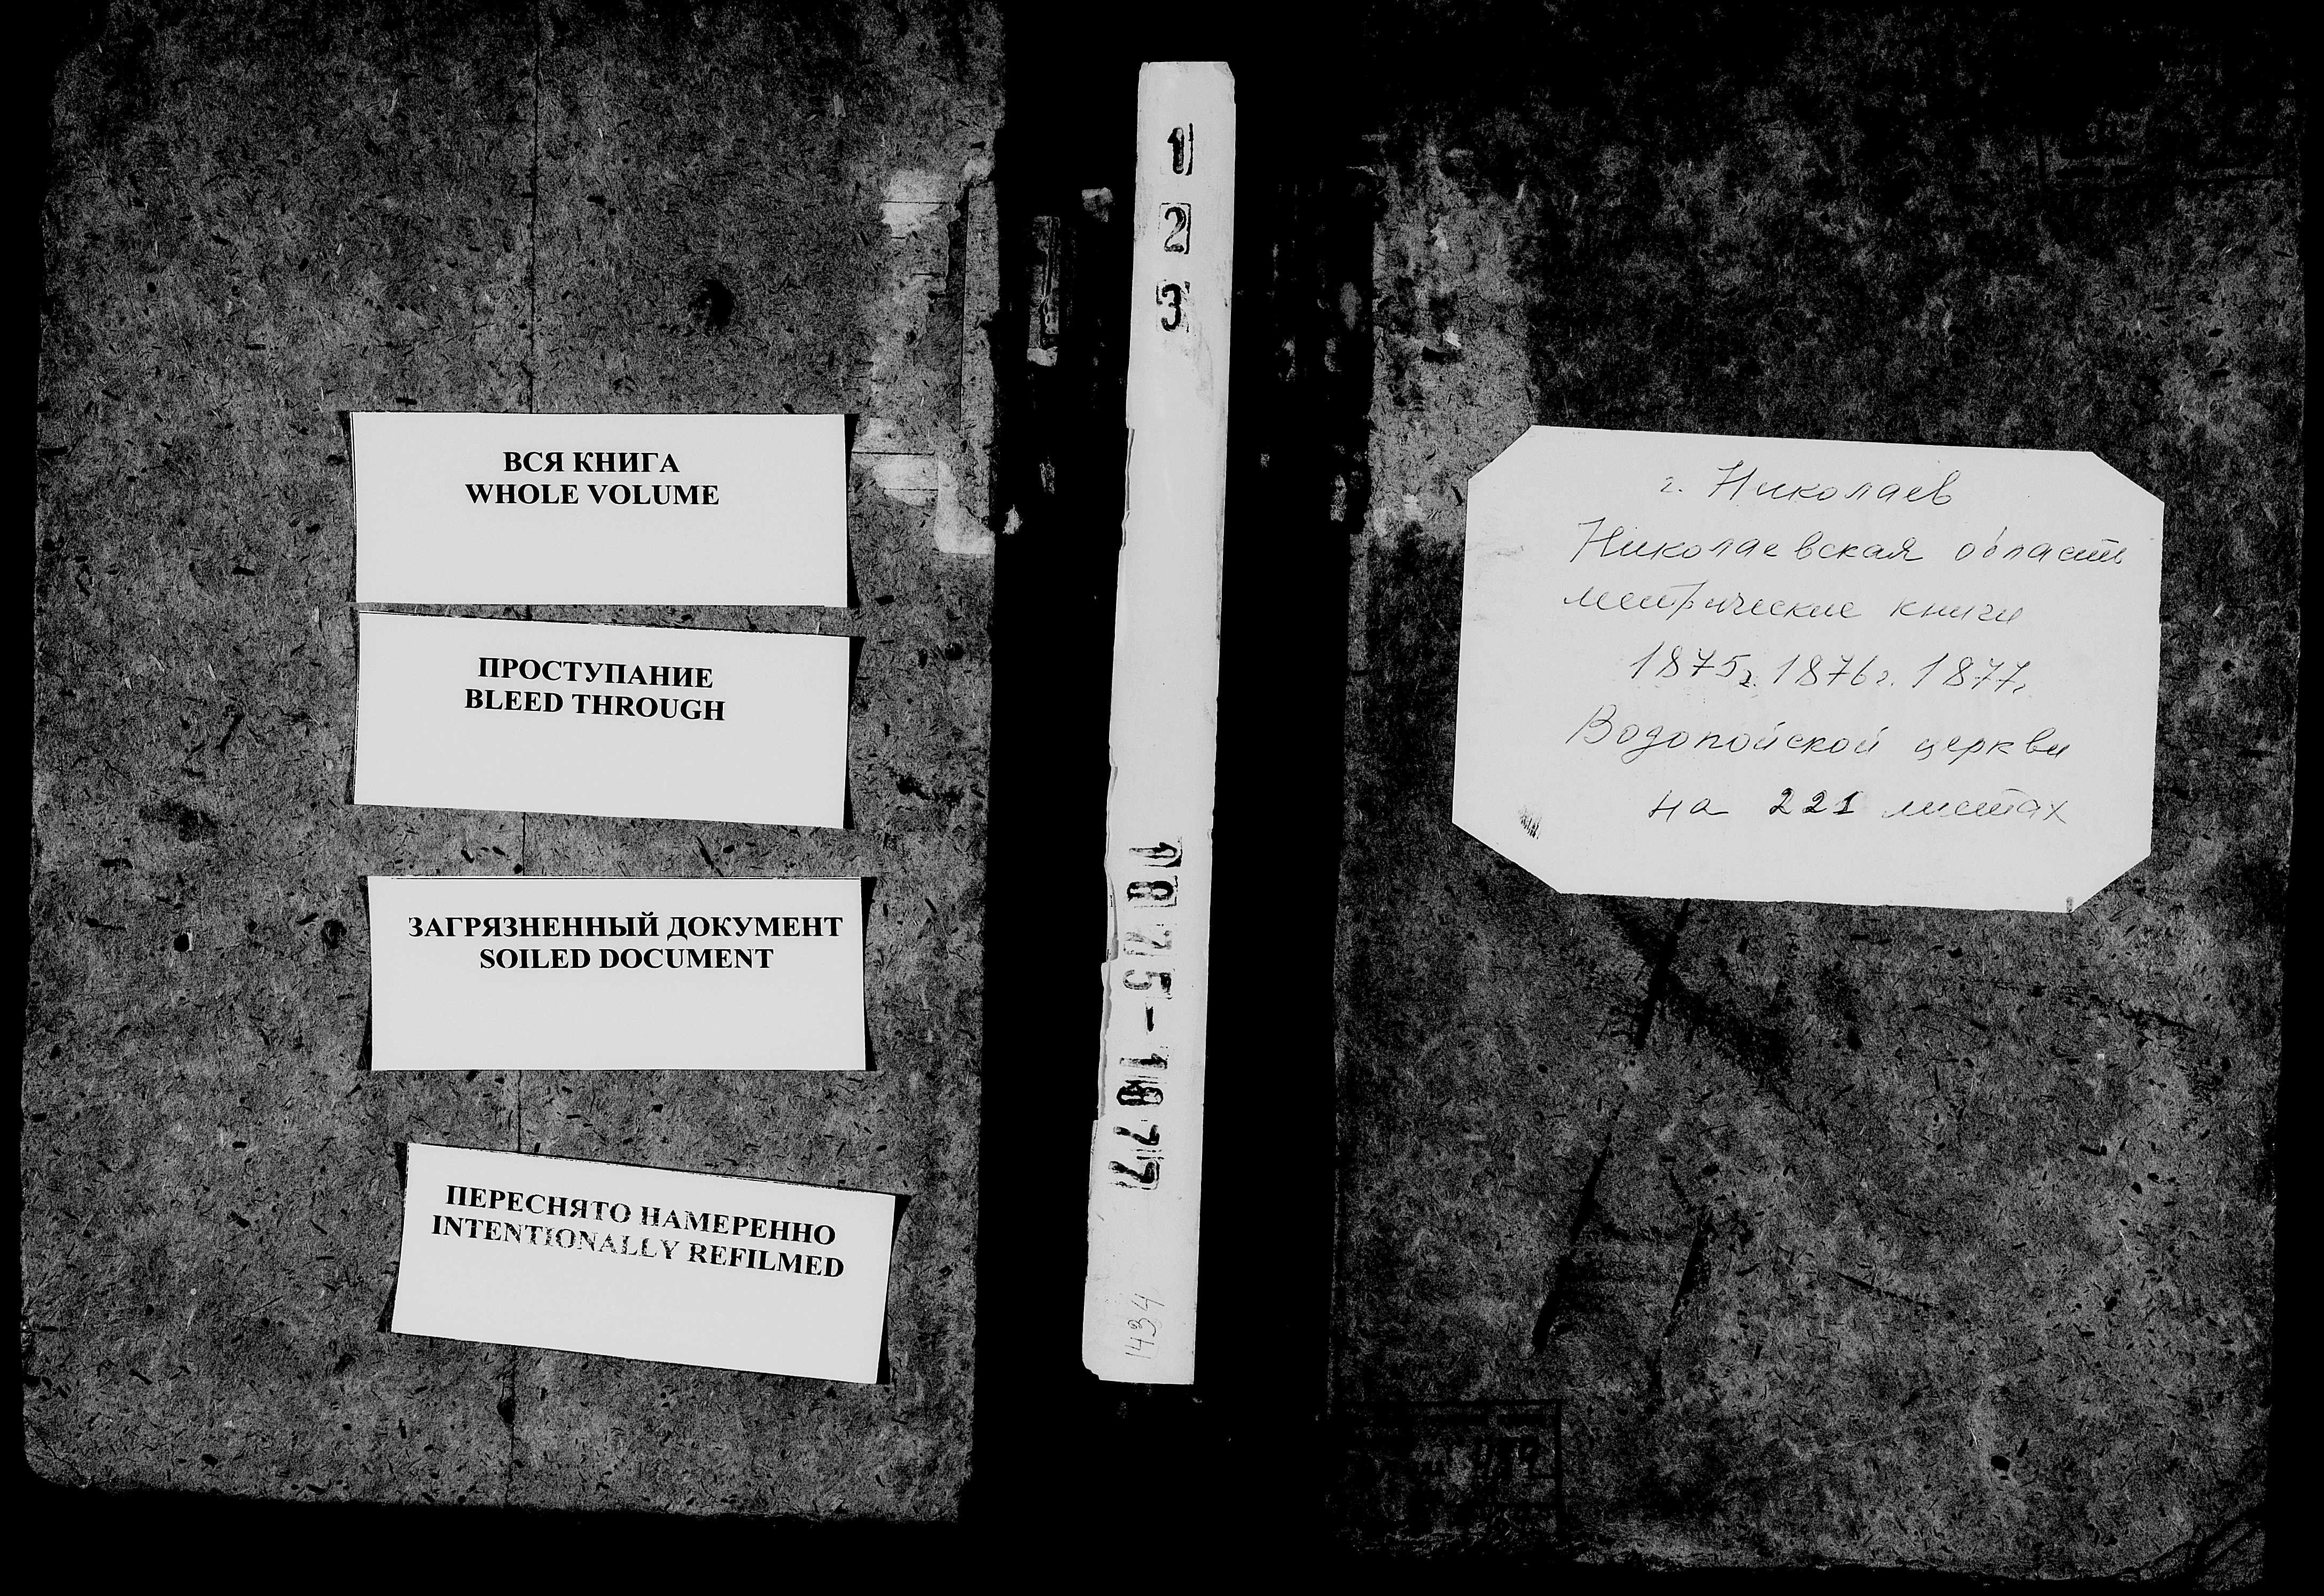 ВСЯ КНИГА
WHOLE VOLUME
ПРОСТУПАНИЕ
BLEED THROUGH
ЗАГРЯЗНЕННЫЙ ДОКУМЕНТ
SOILED DOCUMENT
ПЕРЕСНЯТО НАМЕРЕННО
INTENTIONALLY REFILMED
1
2
3
1875-1877
1434
г. Николаев
Николаевская область
метрические книги
1875г. 1876г. 1877г.
Водопойской церкви
на 221 листах